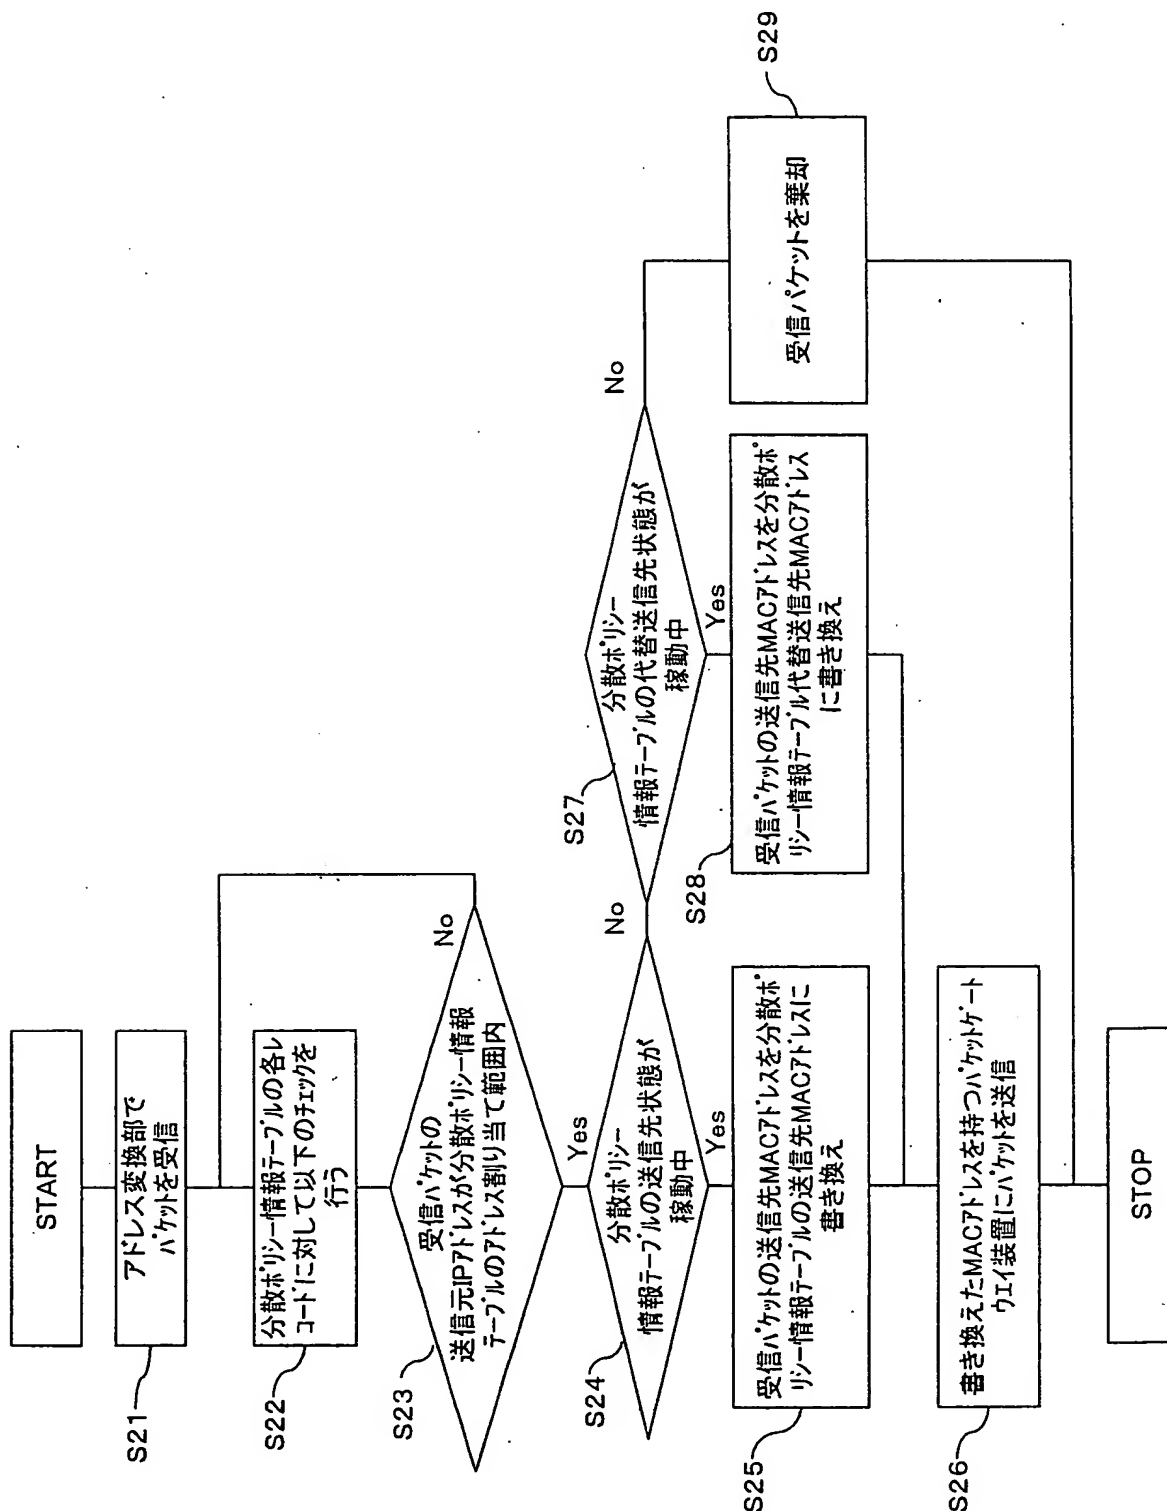 START
アドレス変換部で
パケットを受信
S21
分散ポリシー情報テーブルの各レ
コードに対して以下のチェックを
行う
S22
受信パケットの
送信元IPアドレスが分散ポリシー情報
テーブルのアドレス割り当て範囲内
S23
No
Yes
分散ポリシー
情報テーブルの送信先状態が
稼動中
S24
No
Yes
分散ポリシー
情報テーブルの代替送信先状態が
稼動中
S27
No
Yes
受信パケットの送信先MACアドレスを分散ポ
リシー情報テーブルの送信先MACアドレスに
書き換え
S25
受信パケットの送信先MACアドレスを分散ポ
リシー情報テーブル代替送信先MACアドレス
に書き換え
S28
受信パケットを棄却
S29
書き換えたMACアドレスを持つパケットゲート
ウエイ装置にパケットを送信
S26
STOP